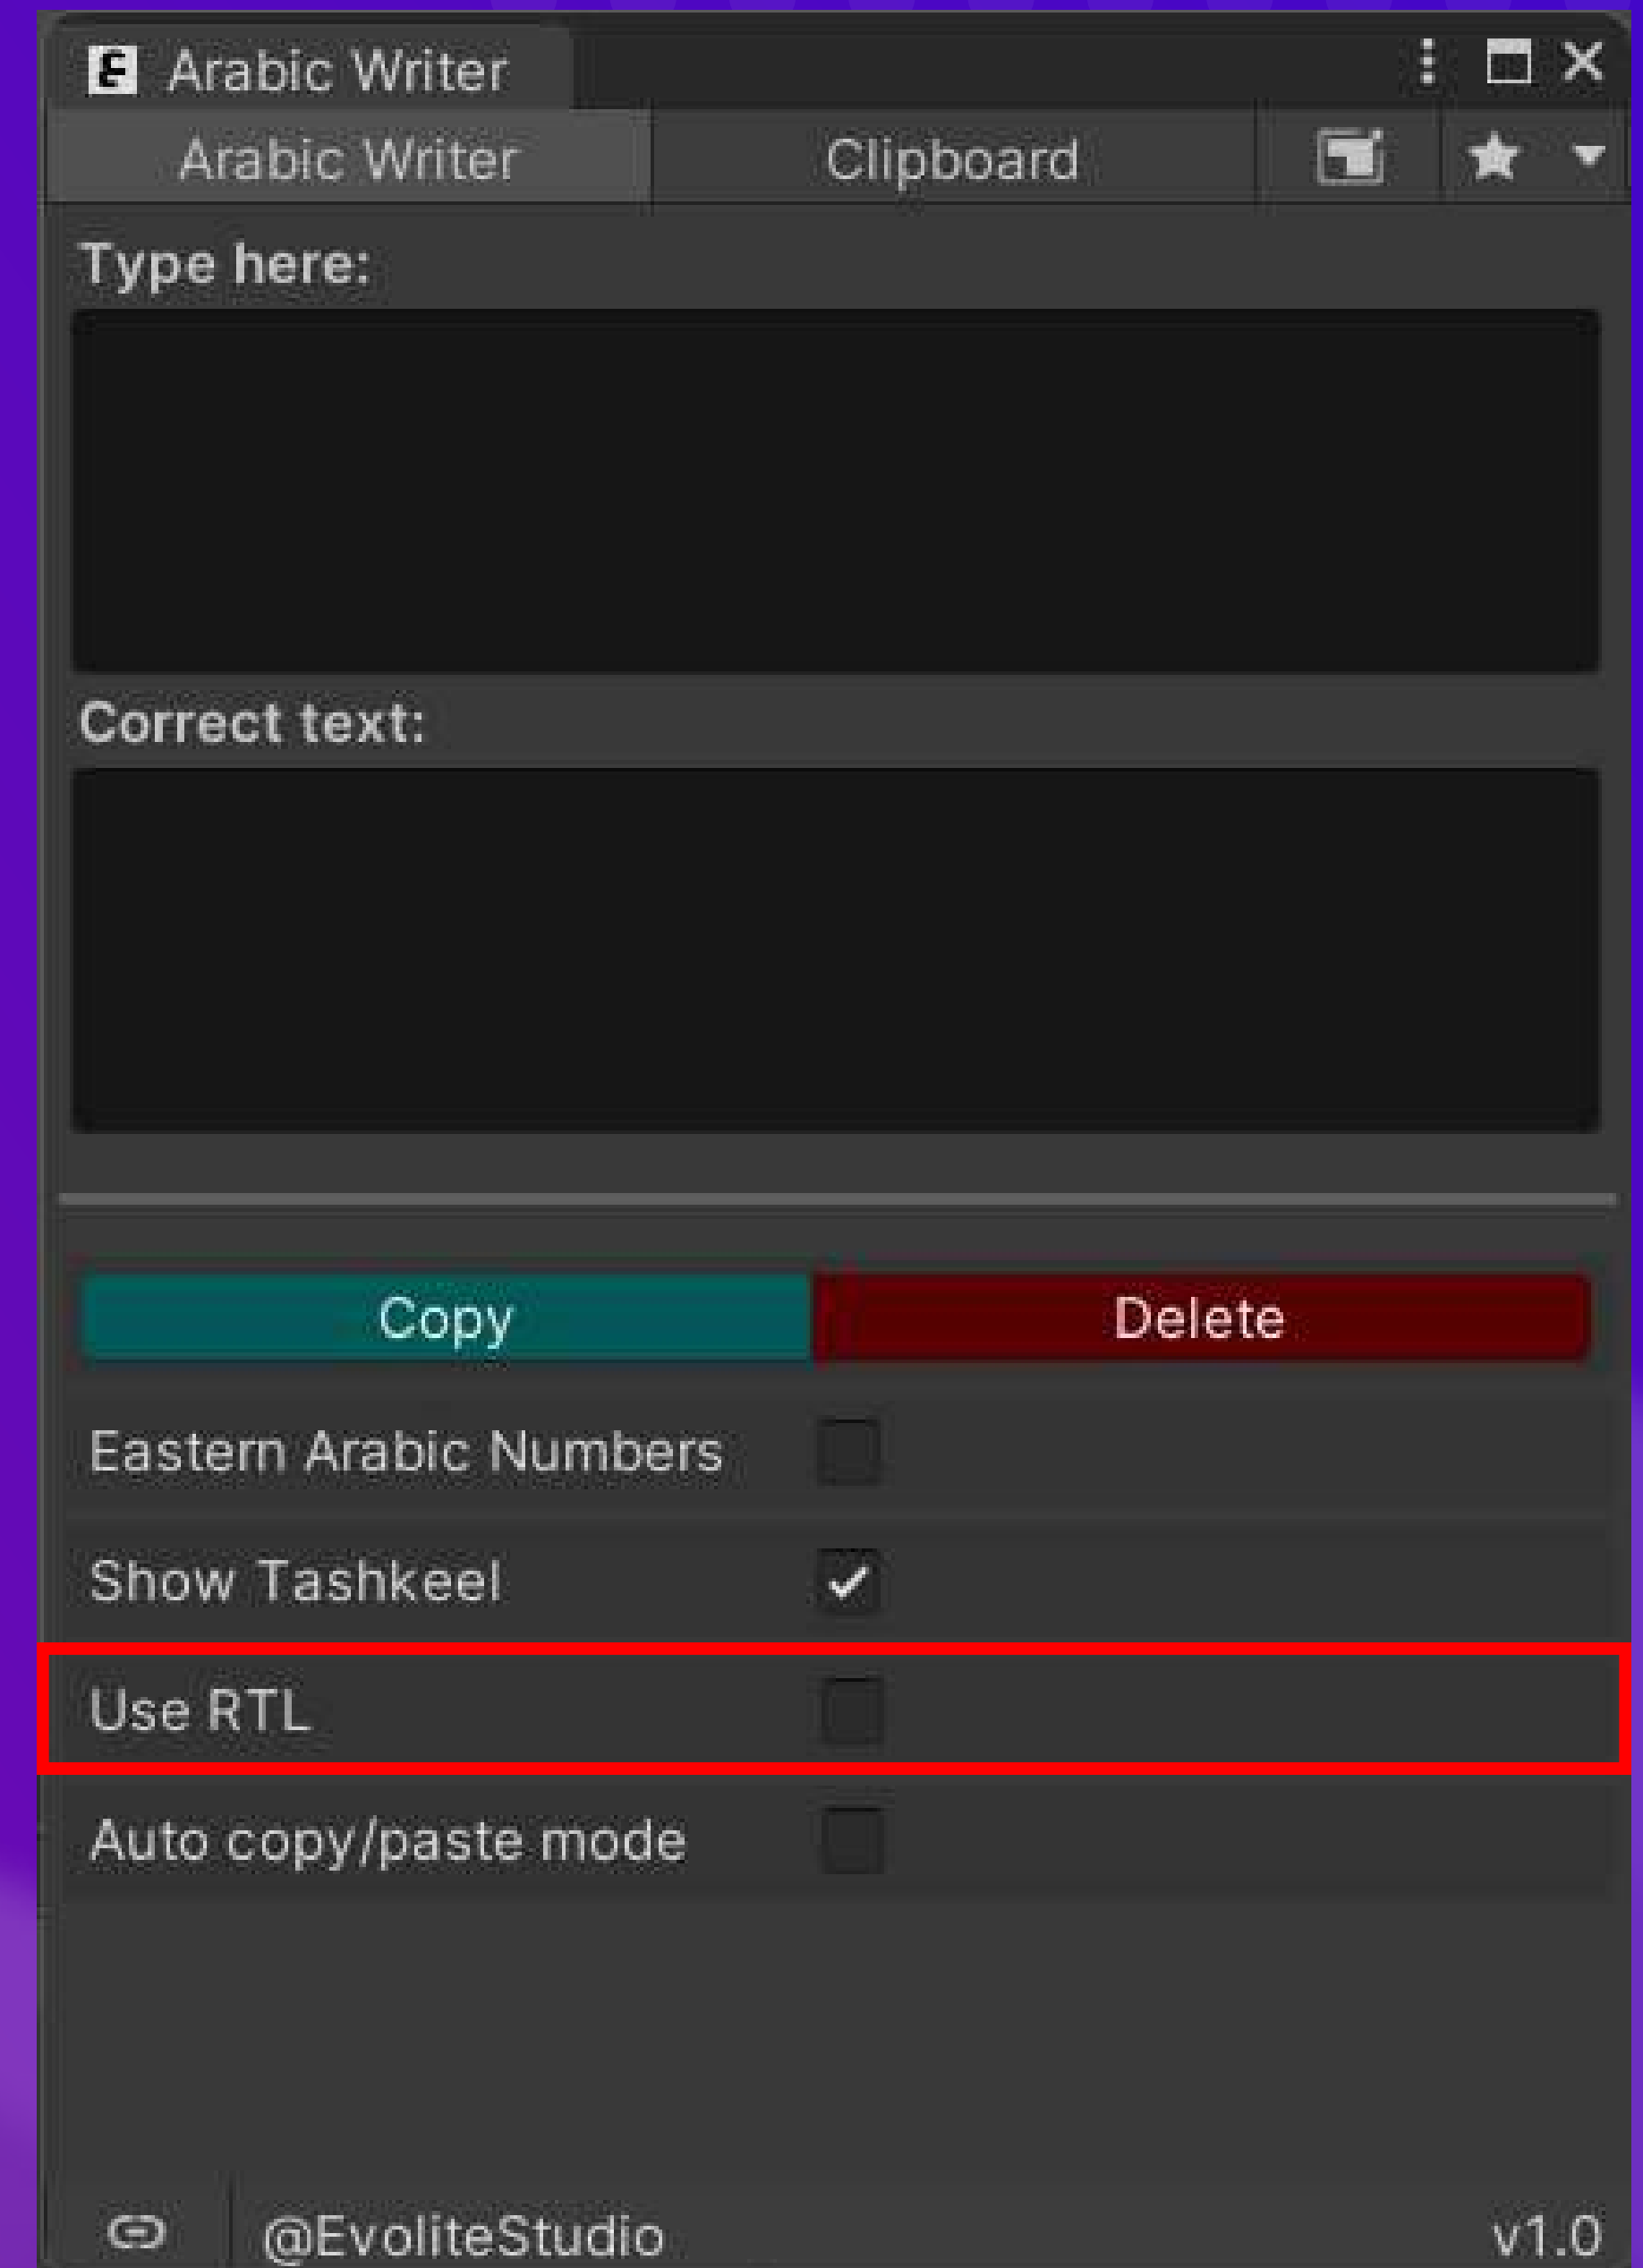 Arabic Writer
Arabic Writer Clipboard
Type here:
Correct text:
Copy Delete
Eastern Arabic Numbers
Show Tashkeel
Use RTL
Auto copy/paste mode
@EvoliteStudio v1.0